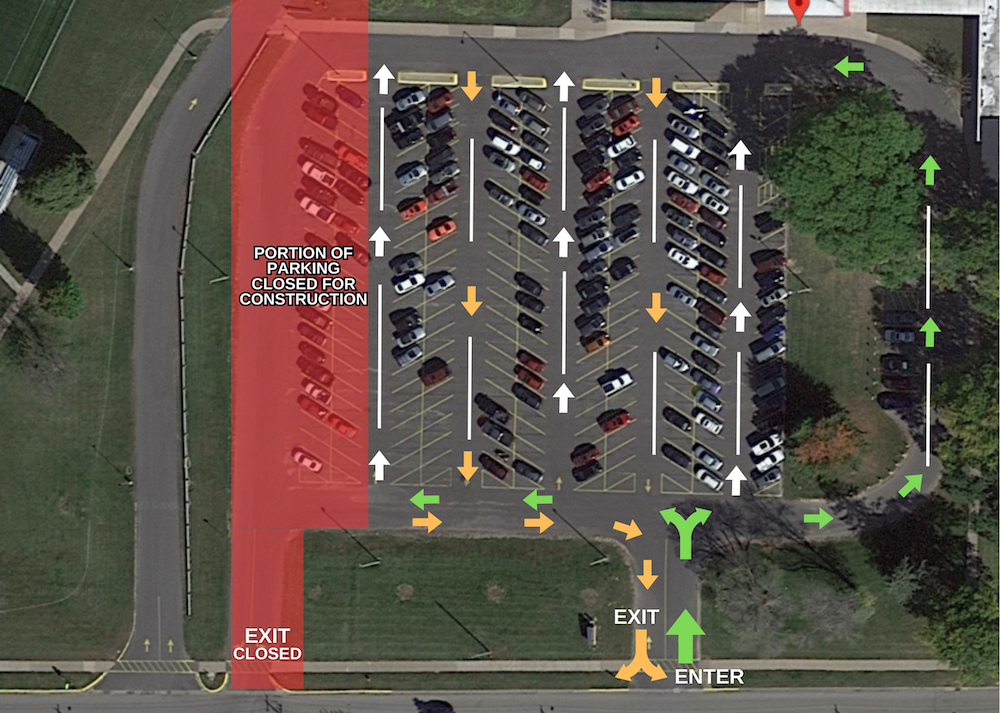 PORTION OF
PARKING
CLOSED FOR
CONSTRUCTION
EXIT
CLOSED
EXIT
ENTER